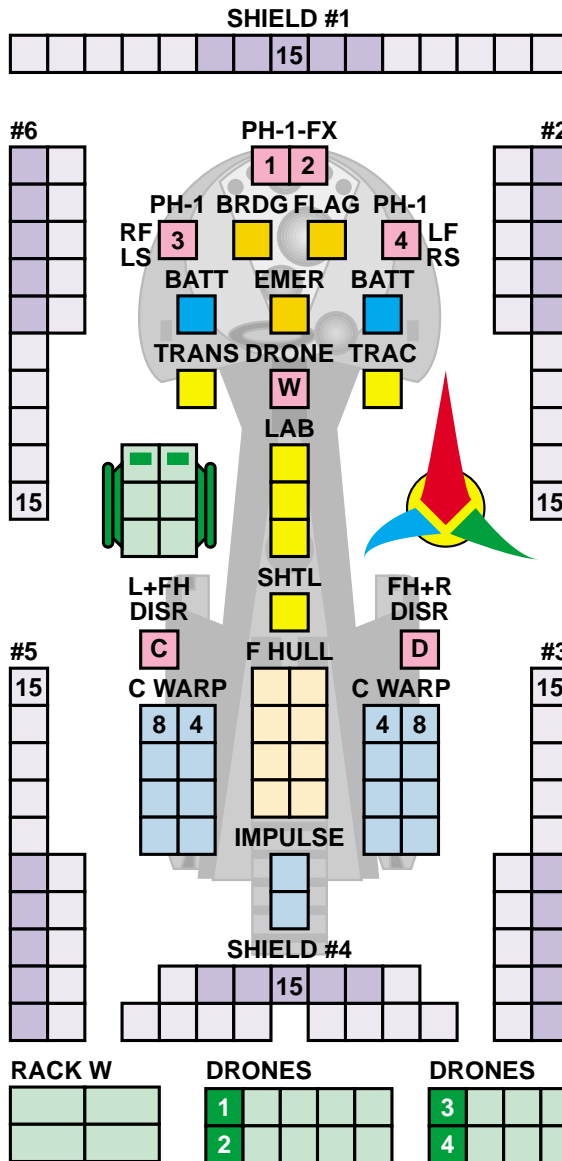 SHIELD #1
15
#6
PH-1-FX
#2
1 2
PH-1 BRDG FLAG PH-1
RF
LS
3
4
LF
RS
BATT EMER BATT
TRANS DRONE TRAC
W
LAB
15
15
SHTL
L+FH
DISR
FH+R
DISR
C
D
#5
F HULL
#3
15
C WARP
C WARP
15
8 4
4 8
IMPULSE
SHIELD #4
15
RACK W
DRONES
DRONES
1
3
2
4